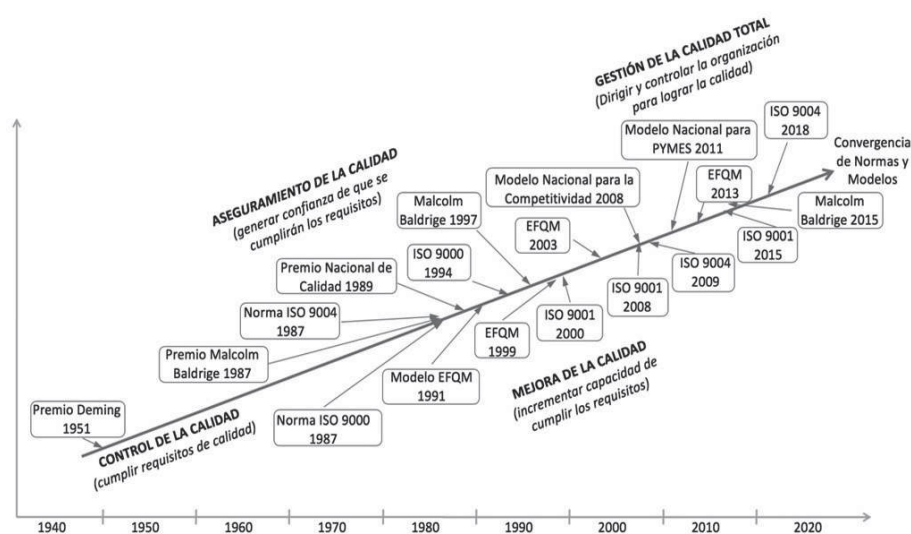 GESTIÓN DE LA CALIDAD TOTAL
(Dirigir y controlar la organización
para lograr la calidad)
ISO 9004
2018
Modelo Nacional para
PYMES 2011
Convergencia
de Normas y
Modelos
ASEGURAMIENTO DE LA CALIDAD
(generar confianza de que se
cumplirán los requisitos)
Modelo Nacional para la
Competitividad 2008
EFQM
2013
Malcolm
Baldrige 1997
Malcolm
Baldrige 2015
EFQM
2003
ISO 9001
2015
ISO 9000
1994
Premio Nacional de
Calidad 1989
ISO 9004
2009
ISO 9001
2008
Norma ISO 9004
1987
ISO 9001
2000
EFQM
1999
Premio Malcolm
Baldrige 1987
MEJORA DE LA CALIDAD
(incrementar capacidad de
cumplir los requisitos)
Modelo EFQM
1991
Premio Deming
1951
Norma ISO 9000
1987
CONTROL DE LA CALIDAD
(cumplir requisitos de calidad)
1940 1950 1960 1970 1980 1990 2000 2010 2020